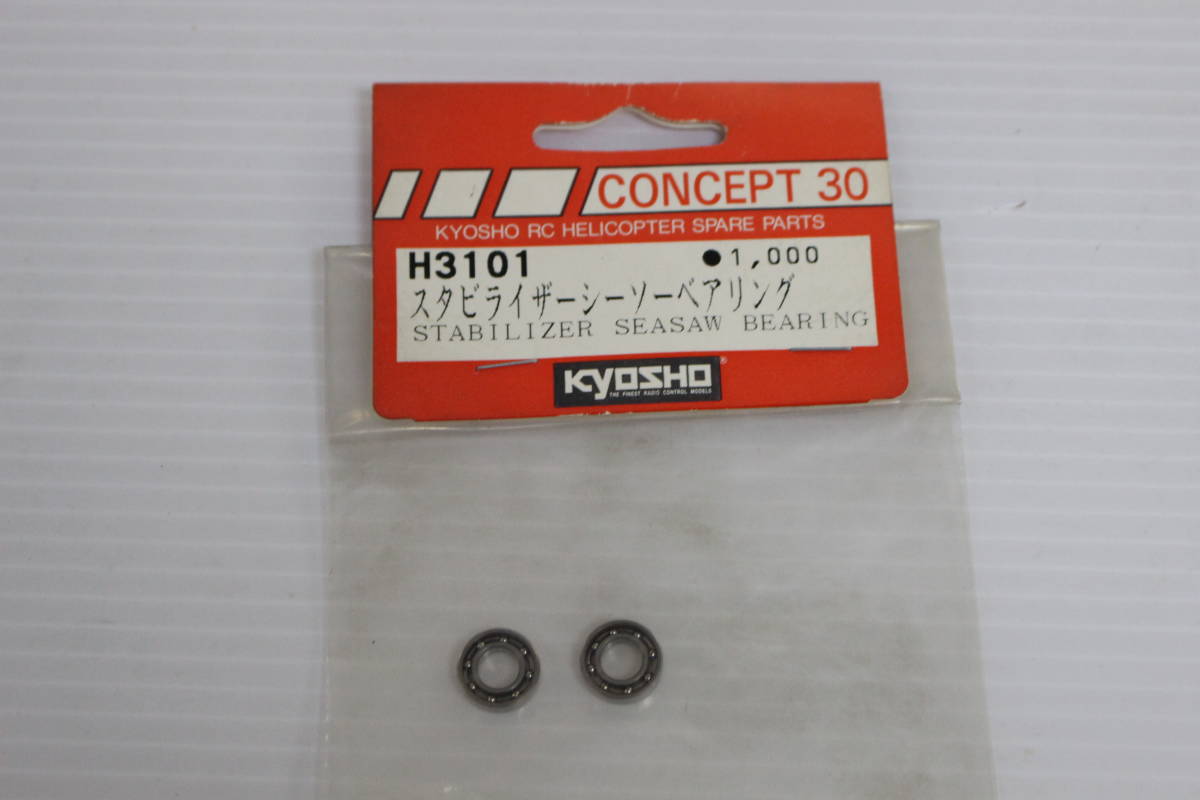 CONCEPT 30
KYOSHO RC HELICOPTER SPARE PARTS
H3101 ●1,000
スタビライザーシーソーベアリング
STABILIZER SEASAW BEARING
KYOSHO®
THE FINEST RADIO CONTROL MODELS